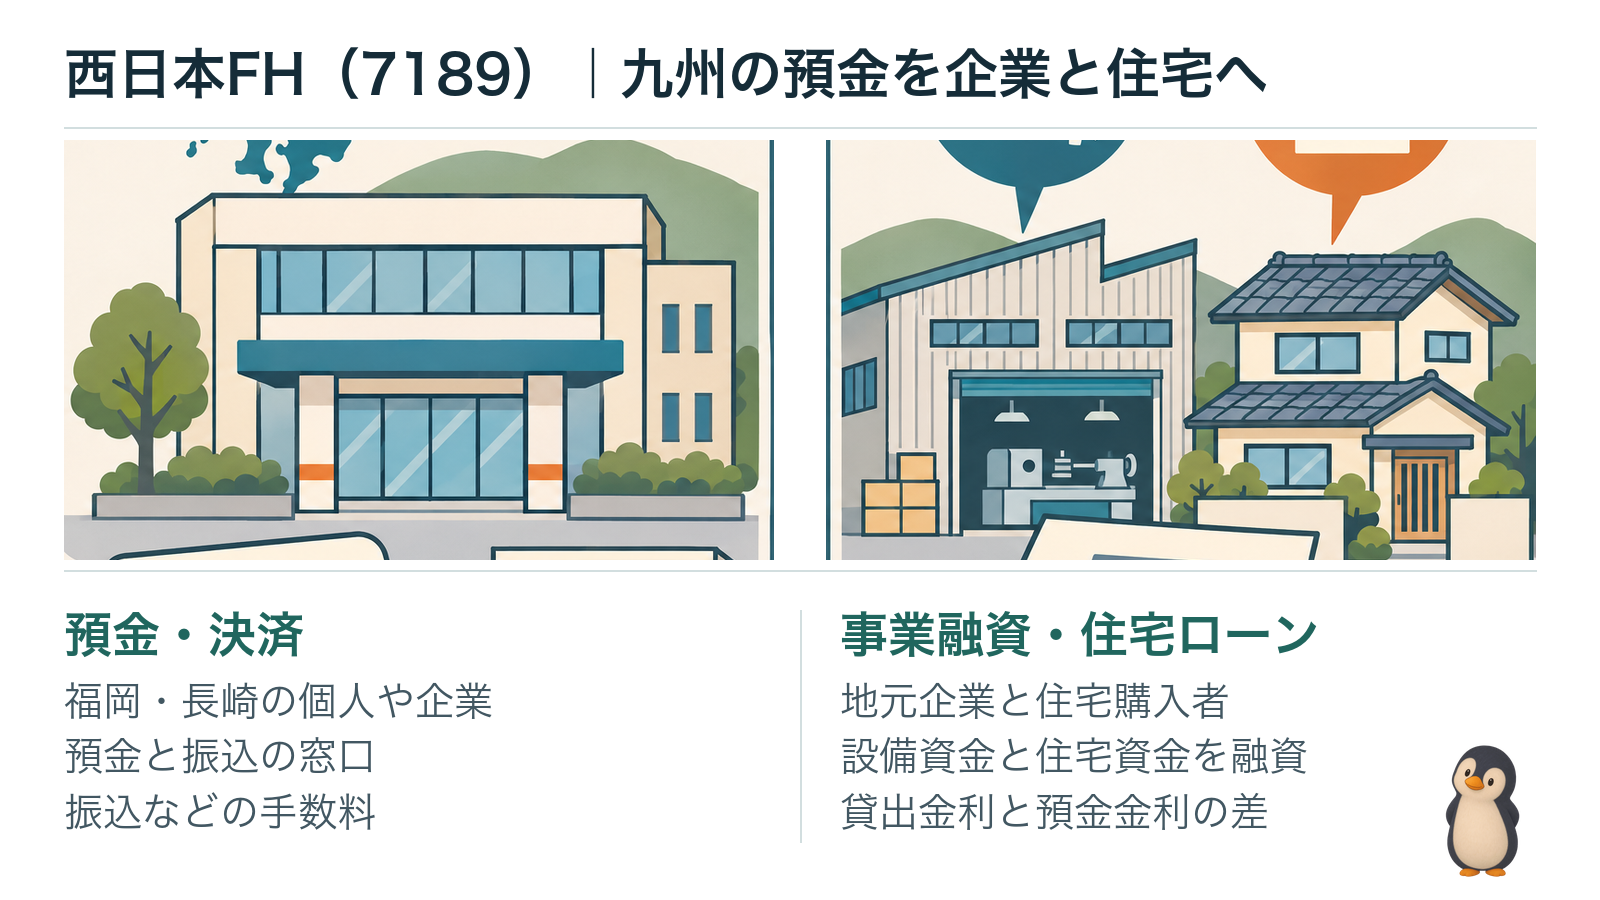 西日本FH（7189）｜九州の預金を企業と住宅へ
預金・決済
福岡・長崎の個人や企業
預金と振込の窓口
振込などの手数料
事業融資・住宅ローン
地元企業と住宅購入者
設備資金と住宅資金を融資
貸出金利と預金金利の差